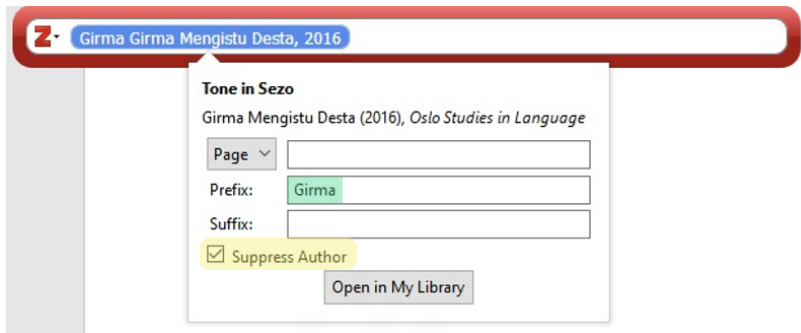 Z Girma Girma Mengistu Desta, 2016
Tone in Sezo
Girma Mengistu Desta (2016), Oslo Studies in Language
Page
Prefix: Girma
Suffix:
Suppress Author
Open in My Library